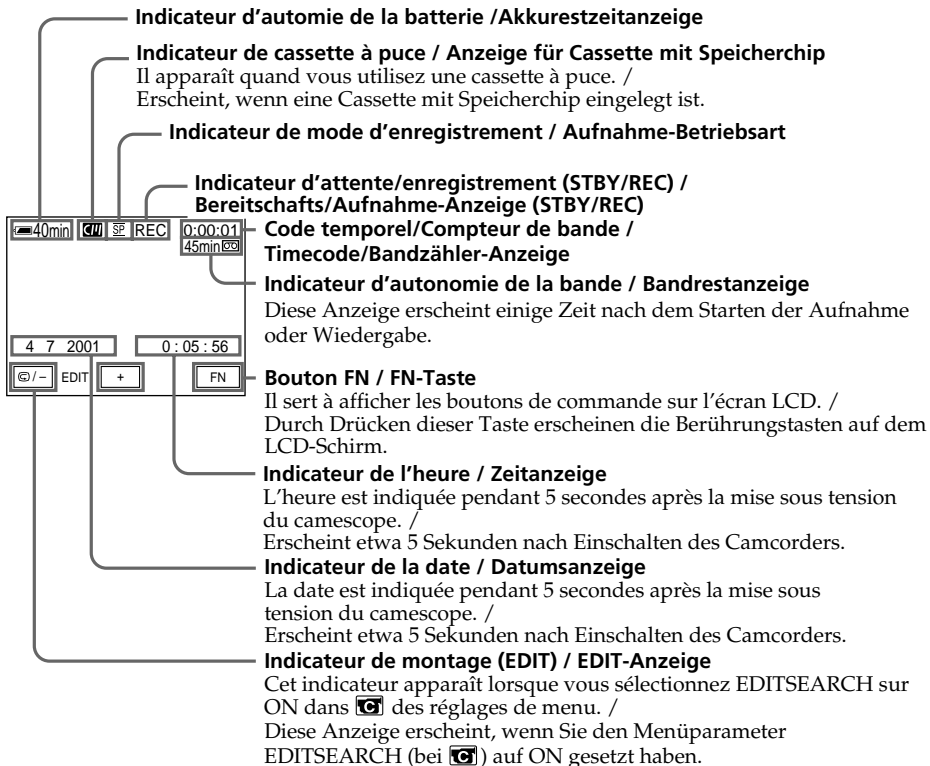 Indicateur d'automie de la batterie /Akkurestzeitanzeige
Indicateur de cassette à puce / Anzeige für Cassette mit Speicherchip
Il apparaît quand vous utilisez une cassette à puce. /
Erscheint, wenn eine Cassette mit Speicherchip eingelegt ist.
Indicateur de mode d'enregistrement / Aufnahme-Betriebsart
Indicateur d'attente/enregistrement (STBY/REC) /
Bereitschafts/Aufnahme-Anzeige (STBY/REC)
40min SP REC 0:00:01
45min
Code temporel/Compteur de bande /
Timecode/Bandzähler-Anzeige
Indicateur d'autonomie de la bande / Bandrestanzeige
Diese Anzeige erscheint einige Zeit nach dem Starten der Aufnahme
oder Wiedergabe.
4 7 2001 0 : 05 : 56
/ – EDIT + FN
Bouton FN / FN-Taste
Il sert à afficher les boutons de commande sur l'écran LCD. /
Durch Drücken dieser Taste erscheinen die Berührungstasten auf dem
LCD-Schirm.
Indicateur de l'heure / Zeitanzeige
L'heure est indiquée pendant 5 secondes après la mise sous tension
du camescope. /
Erscheint etwa 5 Sekunden nach Einschalten des Camcorders.
Indicateur de la date / Datumsanzeige
La date est indiquée pendant 5 secondes après la mise sous
tension du camescope. /
Erscheint etwa 5 Sekunden nach Einschalten des Camcorders.
Indicateur de montage (EDIT) / EDIT-Anzeige
Cet indicateur apparaît lorsque vous sélectionnez EDITSEARCH sur
ON dans des réglages de menu. /
Diese Anzeige erscheint, wenn Sie den Menüparameter
EDITSEARCH (bei ) auf ON gesetzt haben.